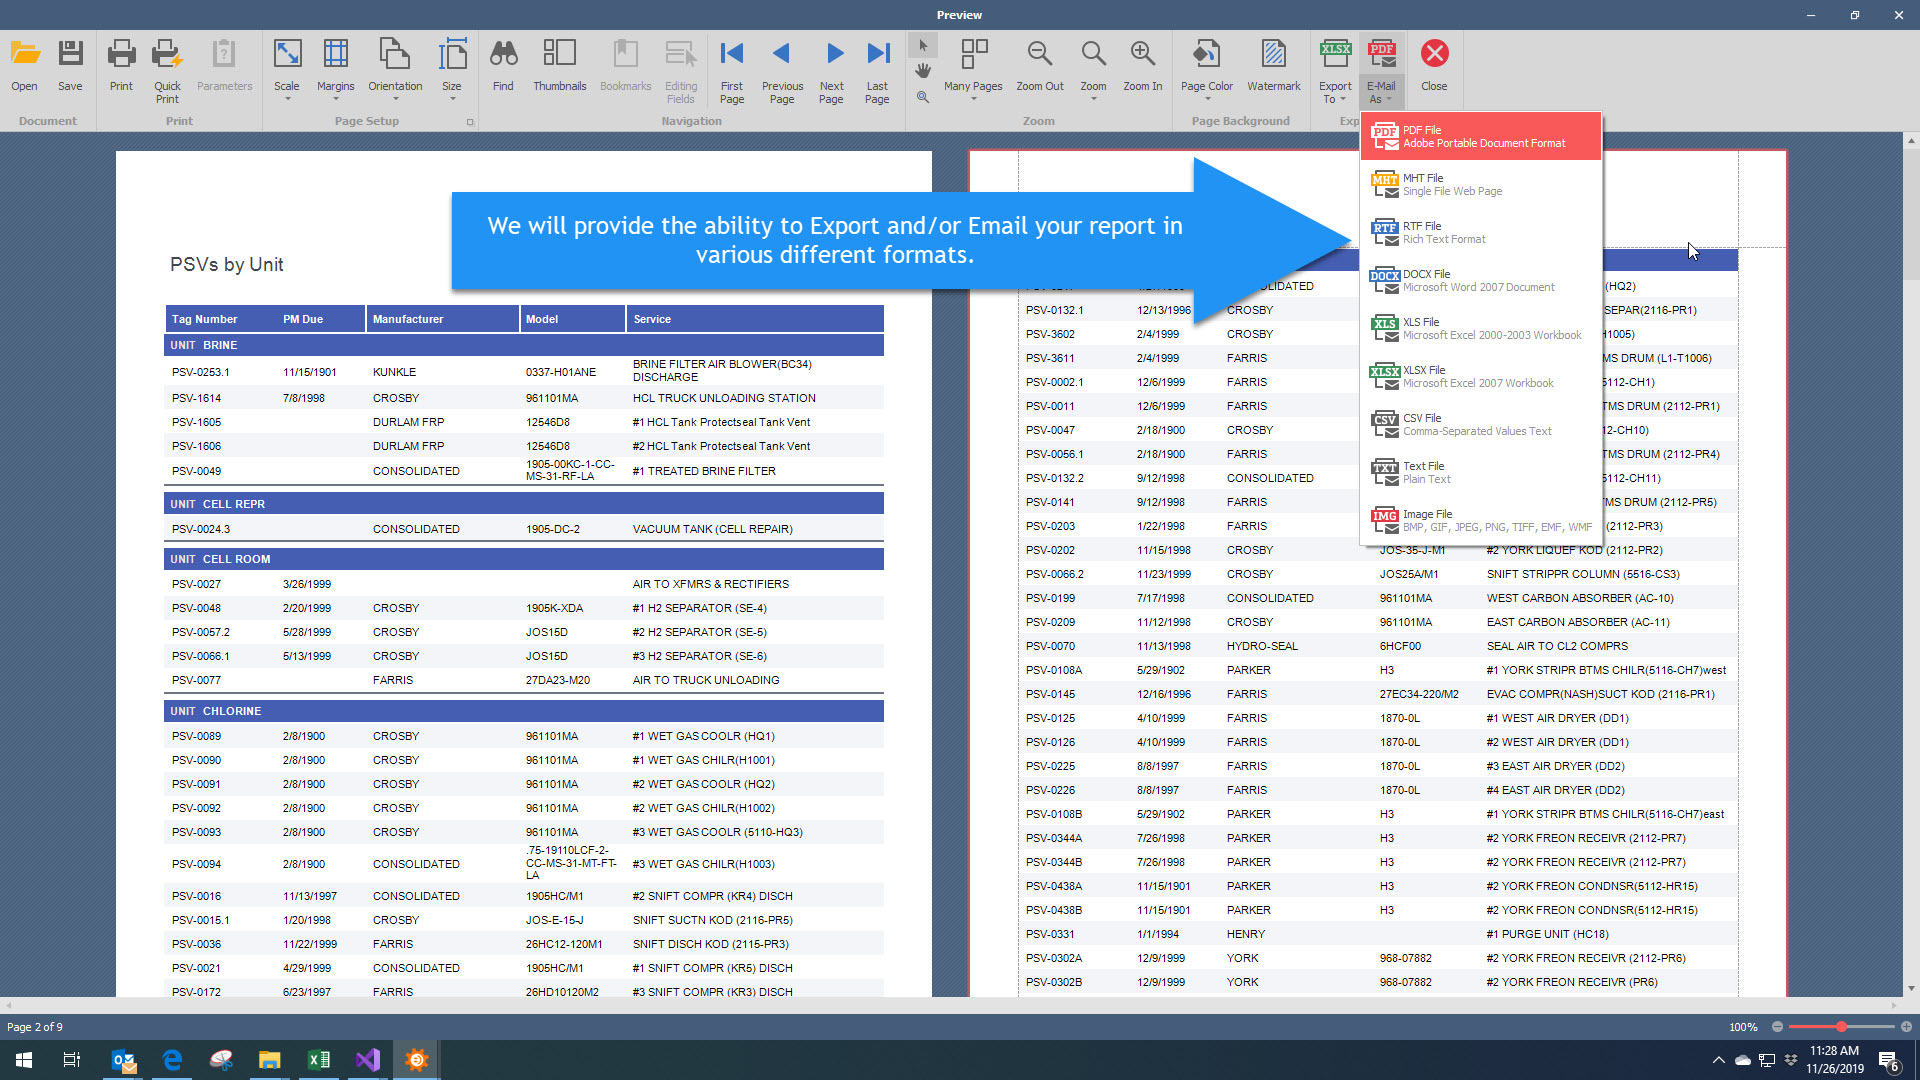 Preview
Open
Save
Print
Quick
Print
Parameters
Scale
Margins
Orientation
Size
Find
Thumbnails
Bookmarks
Editing
Fields
First
Page
Previous
Page
Next
Page
Last
Page
Many Pages
Zoom Out
Zoom
Zoom In
Page Color
Watermark
XLSX
Export
To
PDF
E-Mail
As
Close
Document
Print
Page Setup
Navigation
Zoom
Page Background
Exp
PDF
PDF File
Adobe Portable Document Format
MHT
MHT File
Single File Web Page
RTF
RTF File
Rich Text Format
DOCX
DOCX File
Microsoft Word 2007 Document
XLS
XLS File
Microsoft Excel 2000-2003 Workbook
XLSX
XLSX File
Microsoft Excel 2007 Workbook
CSV
CSV File
Comma-Separated Values Text
TXT
Text File
Plain Text
IMG
Image File
BMP, GIF, JPEG, PNG, TIFF, EMF, WMF
We will provide the ability to Export and/or Email your report in
various different formats.
PSVs by Unit
Tag Number PM Due Manufacturer Model Service
UNIT BRINE
PSV-0253.1 11/15/1901 KUNKLE 0337-H01ANE BRINE FILTER AIR BLOWER(BC34)
DISCHARGE
PSV-1614 7/8/1998 CROSBY 961101MA HCL TRUCK UNLOADING STATION
PSV-1605 DURLAM FRP 12546D8 #1 HCL Tank Protectseal Tank Vent
PSV-1606 DURLAM FRP 12546D8 #2 HCL Tank Protectseal Tank Vent
PSV-0049 CONSOLIDATED 1905-00KC-1-CC-
MS-31-RF-LA #1 TREATED BRINE FILTER
UNIT CELL REPR
PSV-0024.3 CONSOLIDATED 1905-DC-2 VACUUM TANK (CELL REPAIR)
UNIT CELL ROOM
PSV-0027 3/26/1999 AIR TO XFMRS & RECTIFIERS
PSV-0048 2/20/1999 CROSBY 1905K-XDA #1 H2 SEPARATOR (SE-4)
PSV-0057.2 5/28/1999 CROSBY JOS15D #2 H2 SEPARATOR (SE-5)
PSV-0066.1 5/13/1999 CROSBY JOS15D #3 H2 SEPARATOR (SE-6)
PSV-0077 FARRIS 27DA23-M20 AIR TO TRUCK UNLOADING
UNIT CHLORINE
PSV-0089 2/8/1900 CROSBY 961101MA #1 WET GAS COOLR (HQ1)
PSV-0090 2/8/1900 CROSBY 961101MA #1 WET GAS CHILR(H1001)
PSV-0091 2/8/1900 CROSBY 961101MA #2 WET GAS COOLR (HQ2)
PSV-0092 2/8/1900 CROSBY 961101MA #2 WET GAS CHILR(H1002)
PSV-0093 2/8/1900 CROSBY 961101MA #3 WET GAS COOLR (5110-HQ3)
PSV-0094 2/8/1900 CONSOLIDATED .75-19110LCF-2-
CC-MS-31-MT-FT-
LA #3 WET GAS CHILR(H1003)
PSV-0016 11/13/1997 CONSOLIDATED 1905HC/M1 #2 SNIFT COMPR (KR4) DISCH
PSV-0015.1 1/20/1998 CROSBY JOS-E-15-J SNIFT SUCTN KOD (2116-PR5)
PSV-0036 11/22/1999 FARRIS 26HC12-120M1 SNIFT DISCH KOD (2115-PR3)
PSV-0021 4/29/1999 CONSOLIDATED 1905HC/M1 #1 SNIFT COMPR (KR5) DISCH
PSV-0172 6/23/1997 FARRIS 26HD10120M2 #3 SNIFT COMPR (KR3) DISCH
OLIDATED (HQ2)
PSV-0132.1 12/13/1996 CROSBY SEPAR(2116-PR1)
PSV-3602 2/4/1999 CROSBY H1005)
PSV-3611 2/4/1999 FARRIS MS DRUM (L1-T1006)
PSV-0002.1 12/6/1999 FARRIS 5112-CH1)
PSV-0011 12/6/1999 FARRIS TMS DRUM (2112-PR1)
PSV-0047 2/18/1900 CROSBY 12-CH10)
PSV-0056.1 2/18/1900 FARRIS TMS DRUM (2112-PR4)
PSV-0132.2 9/12/1998 CONSOLIDATED 5112-CH11)
PSV-0141 9/12/1998 FARRIS TMS DRUM (2112-PR5)
PSV-0203 1/22/1998 FARRIS (2112-PR3)
PSV-0202 11/15/1998 CROSBY JOS-35-J-M1 #2 YORK LIQUEF KOD (2112-PR2)
PSV-0066.2 11/23/1999 CROSBY JOS25A/M1 SNIFT STRIPPR COLUMN (5516-CS3)
PSV-0199 7/17/1998 CONSOLIDATED 961101MA WEST CARBON ABSORBER (AC-10)
PSV-0209 11/12/1998 CROSBY 961101MA EAST CARBON ABSORBER (AC-11)
PSV-0070 11/13/1998 HYDRO-SEAL 6HCF00 SEAL AIR TO CL2 COMPRS
PSV-0108A 5/29/1902 PARKER H3 #1 YORK STRIPR BTMS CHILR(5116-CH7)west
PSV-0145 12/16/1996 FARRIS 27EC34-220/M2 EVAC COMPR(NASH)SUCT KOD (2116-PR1)
PSV-0125 4/10/1999 FARRIS 1870-0L #1 WEST AIR DRYER (DD1)
PSV-0126 4/10/1999 FARRIS 1870-0L #2 WEST AIR DRYER (DD1)
PSV-0225 8/8/1997 FARRIS 1870-0L #3 EAST AIR DRYER (DD2)
PSV-0226 8/8/1997 FARRIS 1870-0L #4 EAST AIR DRYER (DD2)
PSV-0108B 5/29/1902 PARKER H3 #1 YORK STRIPR BTMS CHILR(5116-CH7)east
PSV-0344A 7/26/1998 PARKER H3 #2 YORK FREON RECEIVR (2112-PR7)
PSV-0344B 7/26/1998 PARKER H3 #2 YORK FREON RECEIVR (2112-PR7)
PSV-0438A 11/15/1901 PARKER H3 #2 YORK FREON CONDNSR(5112-HR15)
PSV-0438B 11/15/1901 PARKER H3 #2 YORK FREON CONDNSR(5112-HR15)
PSV-0331 1/1/1994 HENRY #1 PURGE UNIT (HC18)
PSV-0302A 12/9/1999 YORK 968-07882 #2 YORK FREON RECEIVR (2112-PR6)
PSV-0302B 12/9/1999 YORK 968-07882 #2 YORK FREON RECEIVR (PR6)
Page 2 of 9
100%
11:28 AM
11/26/2019
6